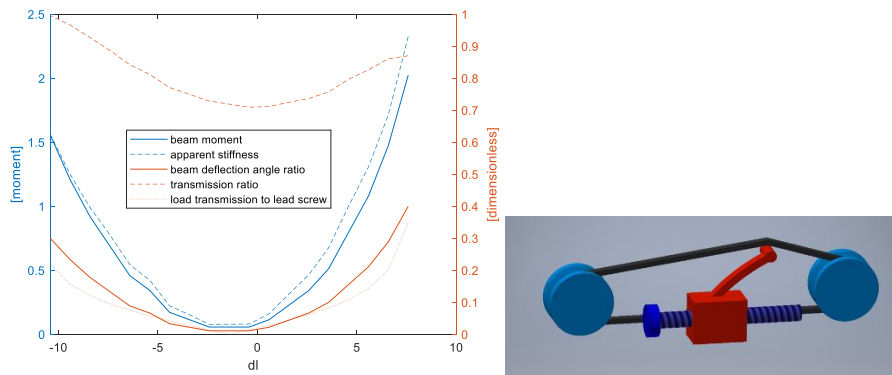 2.5
2
1.5
1
0.5
0
[moment]
beam moment
apparent stiffness
beam deflection angle ratio
transmission ratio
load transmission to lead screw
1
0.9
0.8
0.7
0.6
0.5
0.4
0.3
0.2
0.1
0
[dimensionless]
-10 -5 0 5 10
dl